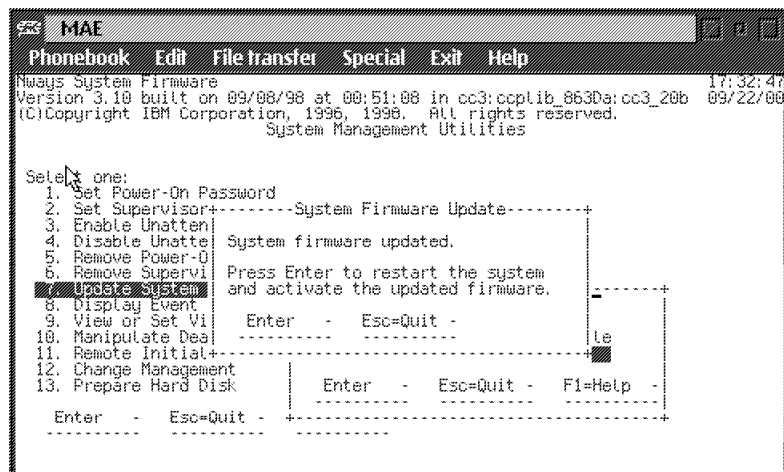 MAE
Phonebook Edit File transfer Special Exit Help
Nways System Firmware 17:32:47
Version 3.10 built on 09/08/98 at 00:51:08 in cc3:ccplib_863Da:cc3_20b 09/22/00
(C)Copyright IBM Corporation, 1996, 1998. All rights reserved.
System Management Utilities
Select one:
1. Set Power-On Password
2. Set Supervisor
3. Enable Unatten
4. Disable Unatte
5. Remove Power-O
6. Remove Supervi
7. Update System
8. Display Event
9. View or Set Vi
10. Manipulate Dea
11. Remote Initial
12. Change Management
13. Prepare Hard Disk
Enter - Esc=Quit -
System Firmware Update
System firmware updated.
Press Enter to restart the system
and activate the updated firmware.
Enter - Esc=Quit -
le
Enter - Esc=Quit - F1=Help -